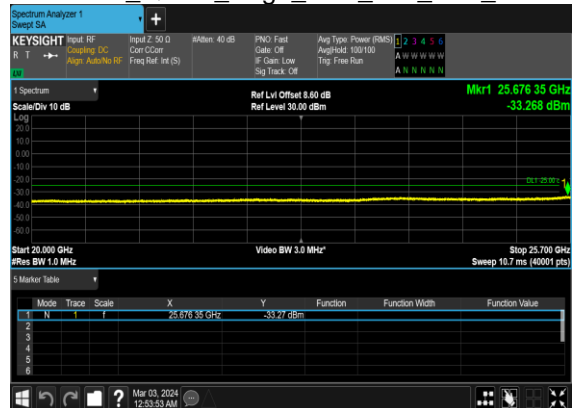 Spectrum Analyzer 1
Swept SA
KEYSIGHT Input: RF Input Z: 50 Ω #Atten: 40 dB PNO: Fast Avg Type: Power (RMS) 1 2 3 4 5 6
R T Coupling: DC Corr CCorr Gate: Off Avg|Hold: 100/100 A W W W W W
Align: Auto/No RF Freq Ref: Int (S) IF Gain: Low Trig: Free Run
Sig Track: Off A N N N N N
1 Spectrum Ref Lvl Offset 8.60 dB Mkr1 25.676 35 GHz
Scale/Div 10 dB Ref Level 30.00 dBm -33.268 dBm
Log
20.0
10.0
0.00
-10.0
-20.0
-30.0
-40.0
-50.0
-60.0
Start 20.000 GHz Video BW 3.0 MHz* Stop 25.700 GHz
#Res BW 1.0 MHz Sweep 10.7 ms (40001 pts)
5 Marker Table
Mode Trace Scale X Y Function Function Width Function Value
1 N 1 f 25.676 35 GHz -33.27 dBm
2
3
4
5
6
Mar 03, 2024
12:53:53 AM